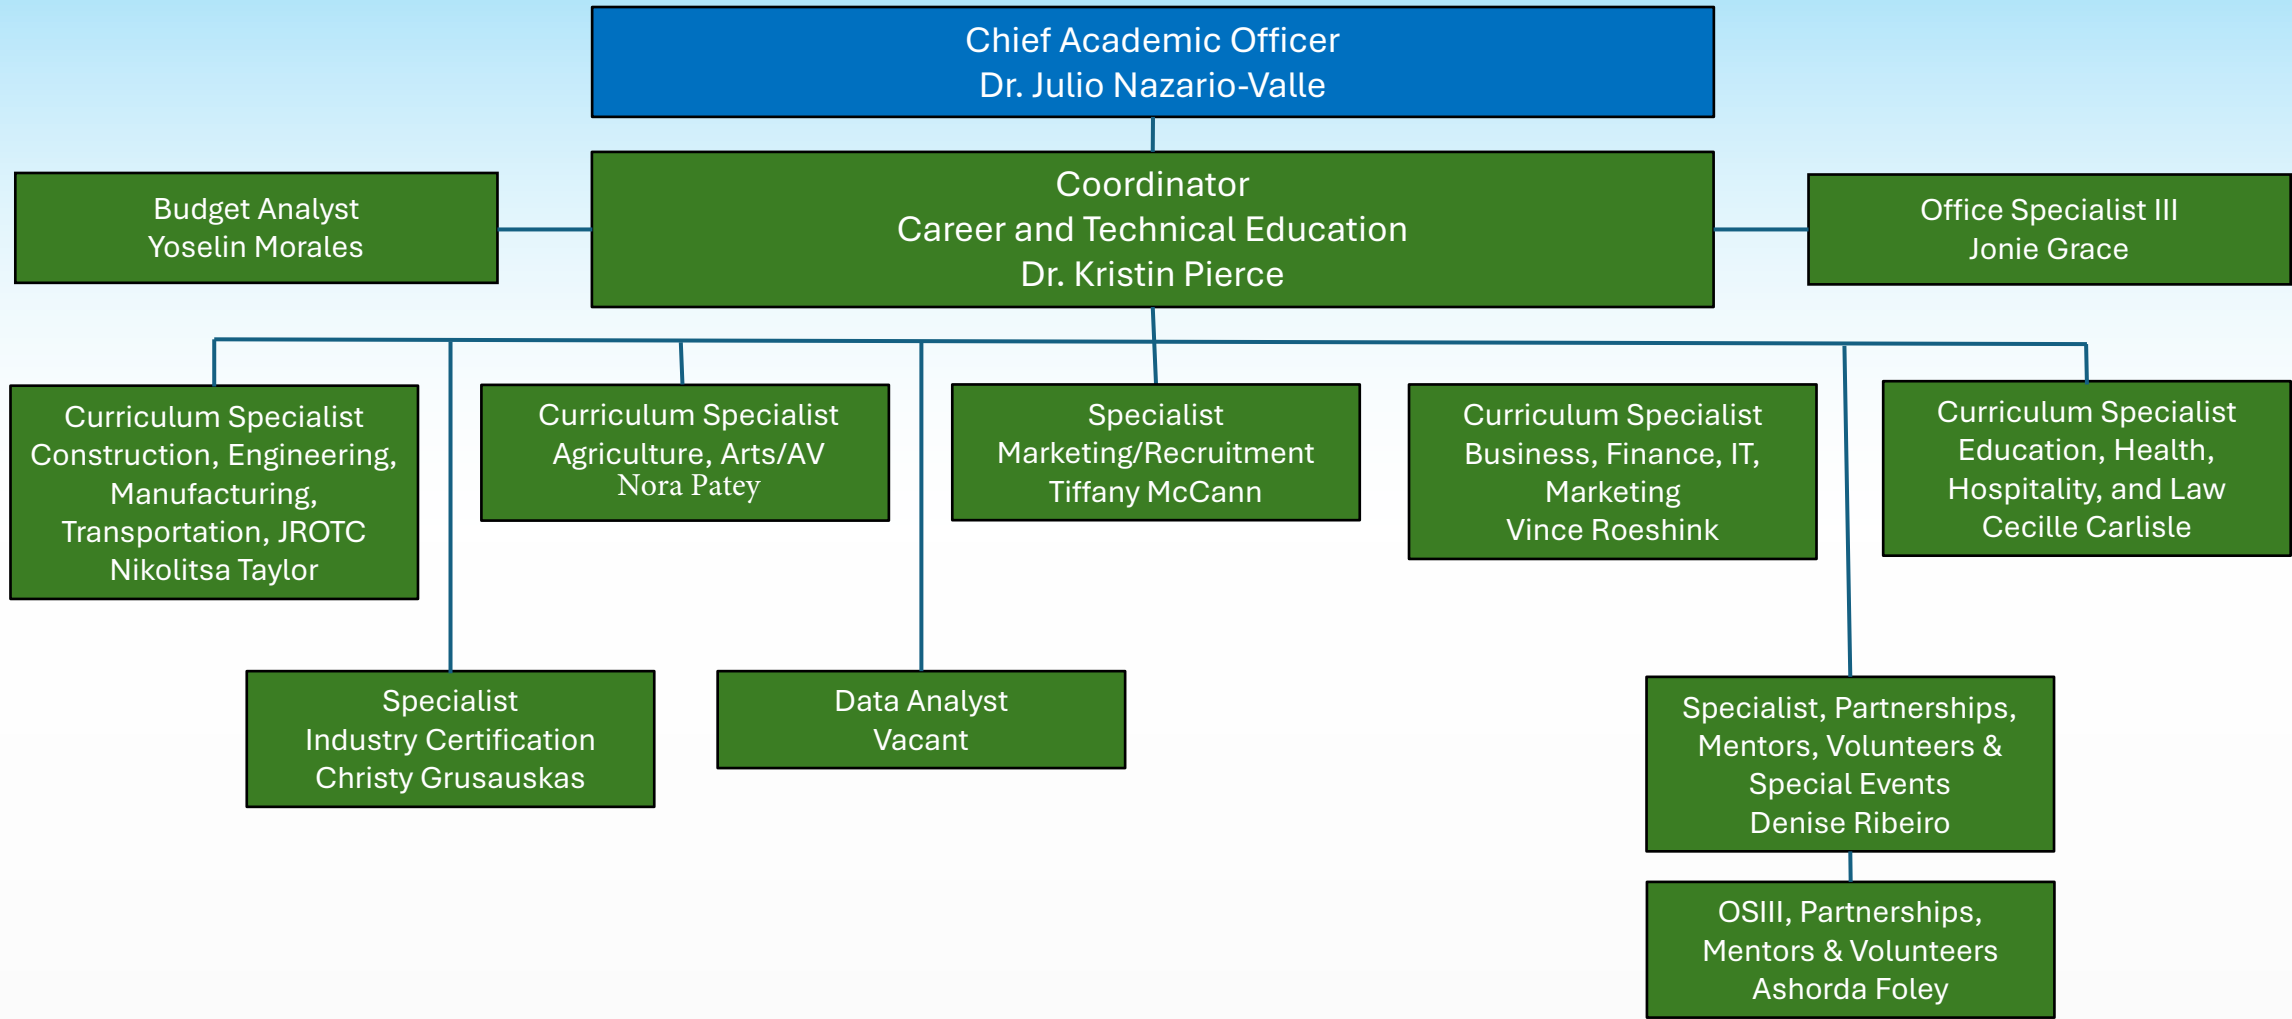 Chief Academic Officer
Dr. Julio Nazario-Valle
Coordinator
Career and Technical Education
Dr. Kristin Pierce
Budget Analyst
Yoselin Morales
Office Specialist III
Jonie Grace
Curriculum Specialist
Construction, Engineering,
Manufacturing,
Transportation, JROTC
Nikolitsa Taylor
Curriculum Specialist
Agriculture, Arts/AV
Nora Patey
Specialist
Marketing/Recruitment
Tiffany McCann
Curriculum Specialist
Business, Finance, IT,
Marketing
Vince Roeshink
Curriculum Specialist
Education, Health,
Hospitality, and Law
Cecille Carlisle
Specialist
Industry Certification
Christy Grusauskas
Data Analyst
Vacant
Specialist, Partnerships,
Mentors, Volunteers &
Special Events
Denise Ribeiro
OSIII, Partnerships,
Mentors & Volunteers
Ashorda Foley